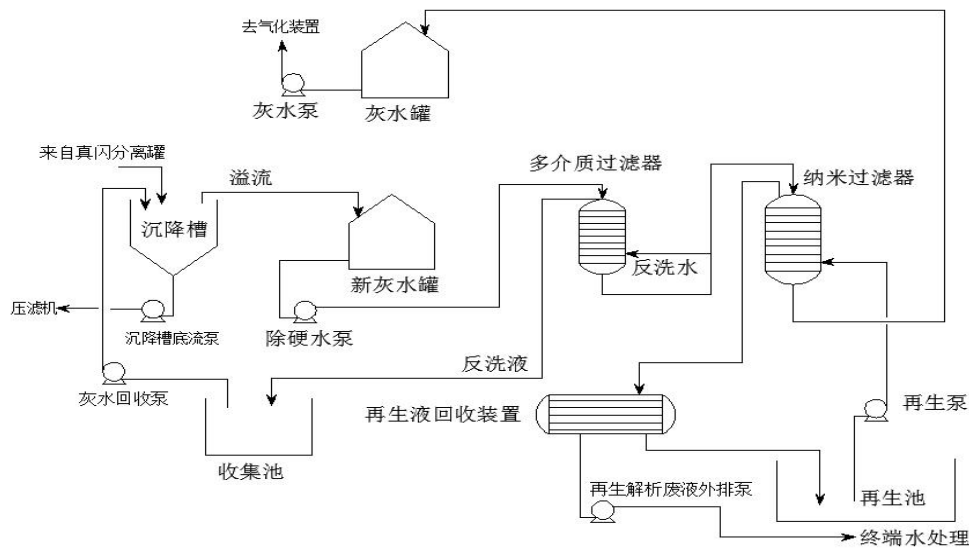 去气化装置
灰水泵
灰水罐
来自真闪分离罐
溢流
多介质过滤器
纳米过滤器
沉降槽
新灰水罐
反洗水
压滤机
沉降槽底流泵
除硬水泵
反洗液
灰水回收泵
再生液回收装置
再生泵
收集池
再生解析废液外排泵
再生池
终端水处理